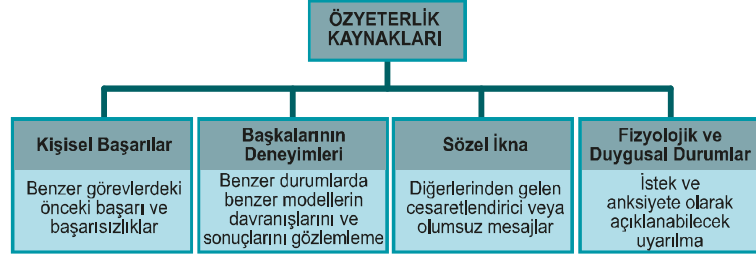 ÖZYETERLİK
KAYNAKLARI
Kişisel Başarılar
Benzer görevlerdeki
önceki başarı ve
başarısızlıklar
Başkalarının
Deneyimleri
Benzer durumlarda
benzer modellerin
davranışlarını ve
sonuçlarını gözlemleme
Sözel İkna
Diğerlerinden gelen
cesaretlendirici veya
olumsuz mesajlar
Fizyolojik ve
Duygusal Durumlar
İstek ve
anksiyete olarak
açıklanabilecek
uyarılma